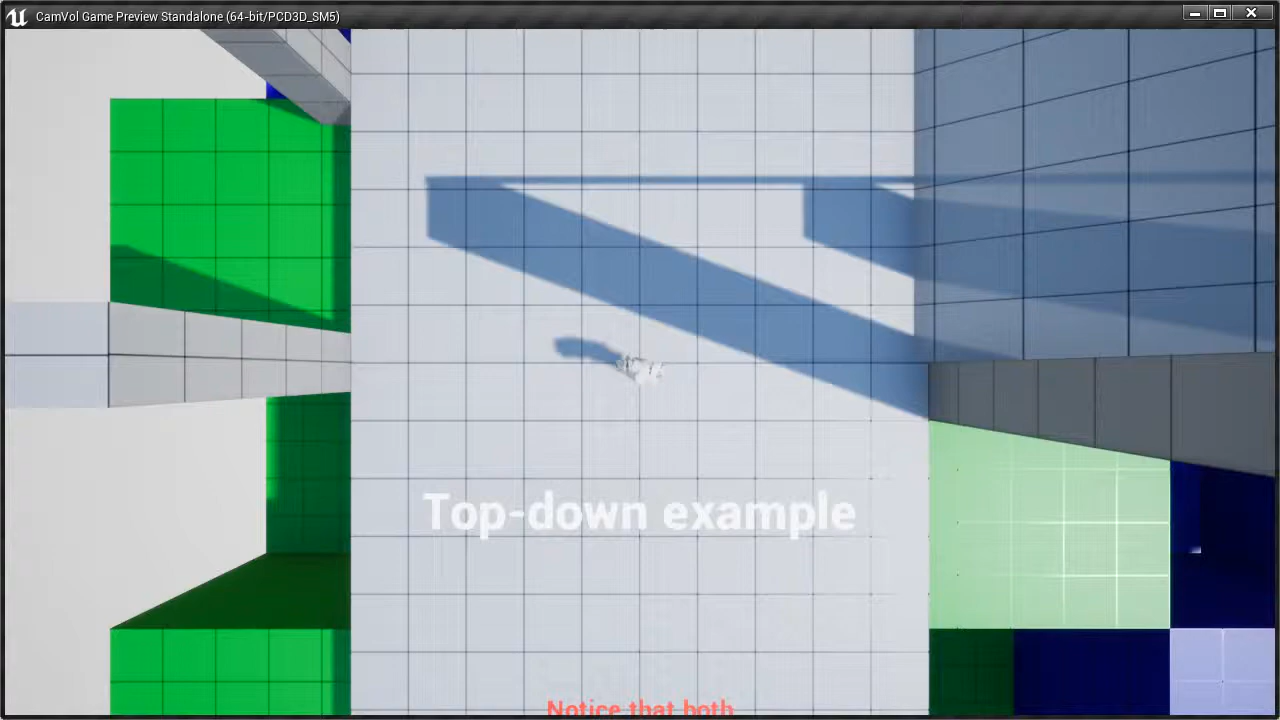 CamVol Game Preview Standalone (64-bit/PCD3D_SM5)
Top-down example
Notice that both